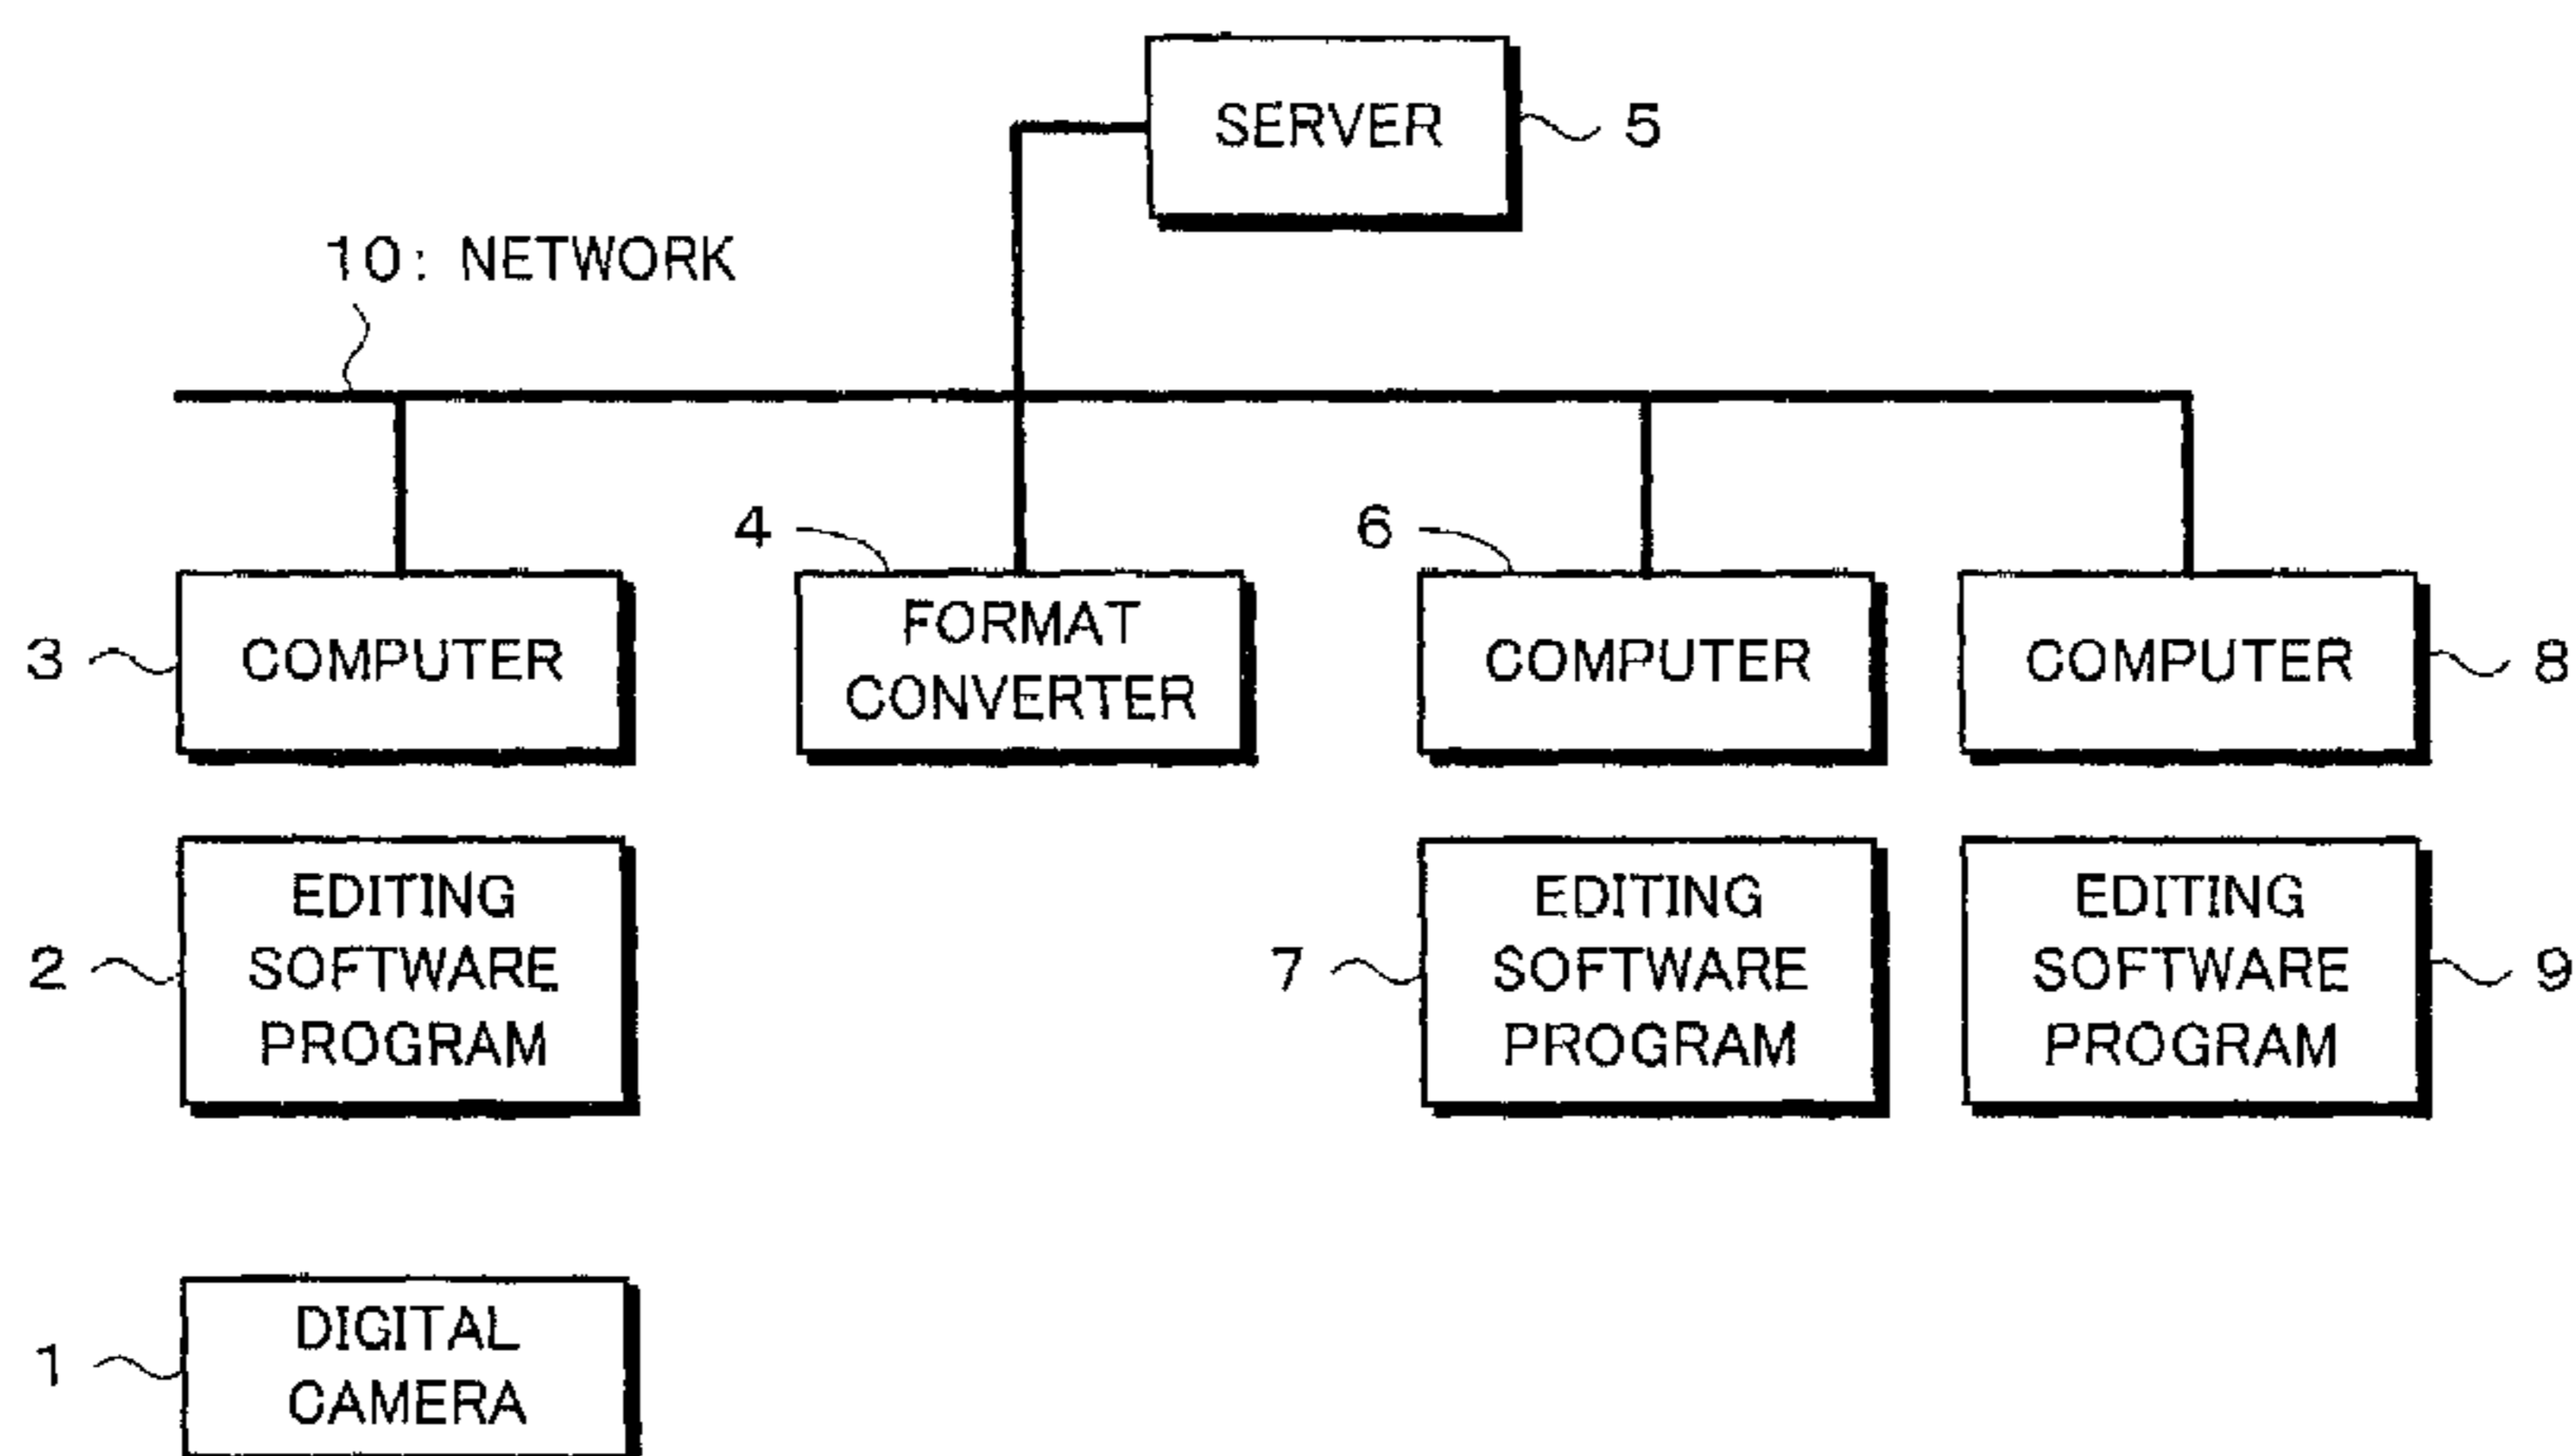 SERVER
5
10: NETWORK
4
6
3
COMPUTER
FORMAT
CONVERTER
COMPUTER
COMPUTER
8
2
EDITING
SOFTWARE
PROGRAM
7
EDITING
SOFTWARE
PROGRAM
EDITING
SOFTWARE
PROGRAM
9
1
DIGITAL
CAMERA